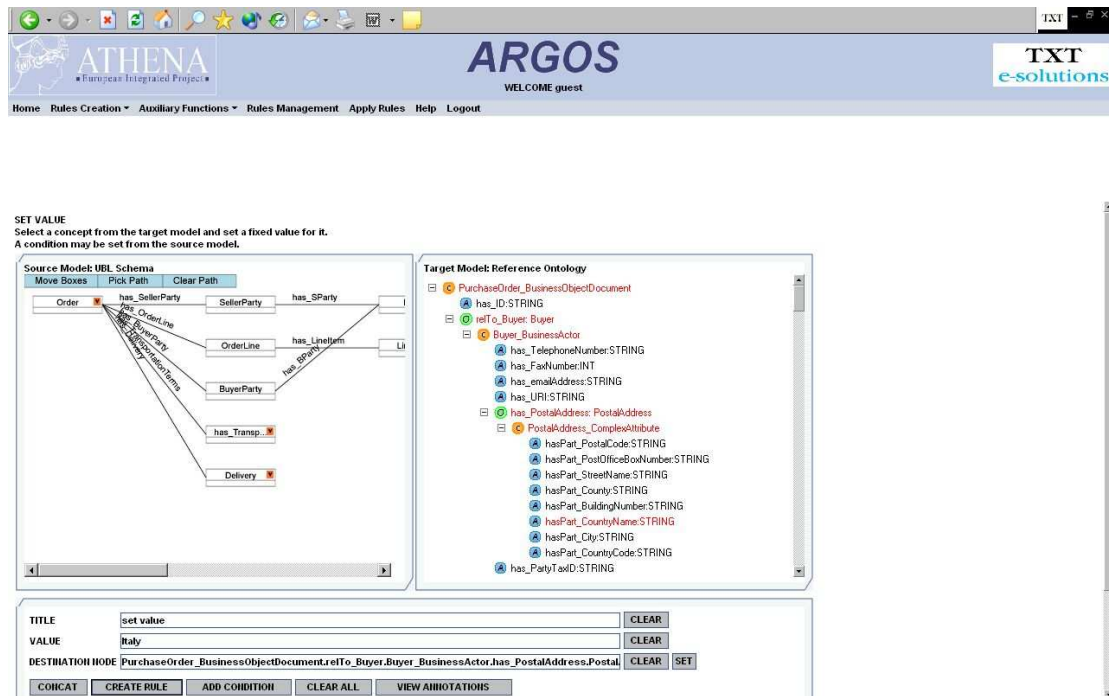 TXT
ATHENA
European Integrated Project
ARGOS
WELCOME guest
TXT
e-solutions
Home Rules Creation Auxiliary Functions Rules Management Apply Rules Help Logout
SET VALUE
Select a concept from the target model and set a fixed value for it.
A condition may be set from the source model.
Source Model: UBL Schema
Move Boxes Pick Path Clear Path
Order
has_SellerParty
SellerParty
has_SParty
has_OrderLine
OrderLine
has_LineItem
Li
has_BuyerParty
has_BParty
BuyerParty
has_TransportationTerms
has_Transp..
has_Delivery
Delivery
Target Model: Reference Ontology
PurchaseOrder_BusinessObjectDocument
has_ID:STRING
relTo_Buyer: Buyer
Buyer_BusinessActor
has_TelephoneNumber:STRING
has_FaxNumber:INT
has_emailAddress:STRING
has_URI:STRING
has_PostalAddress: PostalAddress
PostalAddress_ComplexAttribute
hasPart_PostalCode:STRING
hasPart_PostOfficeBoxNumber:STRING
hasPart_StreetName:STRING
hasPart_County:STRING
hasPart_BuildingNumber:STRING
hasPart_CountryName:STRING
hasPart_City:STRING
hasPart_CountryCode:STRING
has_PartyTaxID:STRING
TITLE set value CLEAR
VALUE Italy CLEAR
DESTINATION NODE PurchaseOrder_BusinessObjectDocument.relTo_Buyer.Buyer_BusinessActor.has_PostalAddress.Postal CLEAR SET
CONCAT CREATE RULE ADD CONDITION CLEAR ALL VIEW ANNOTATIONS